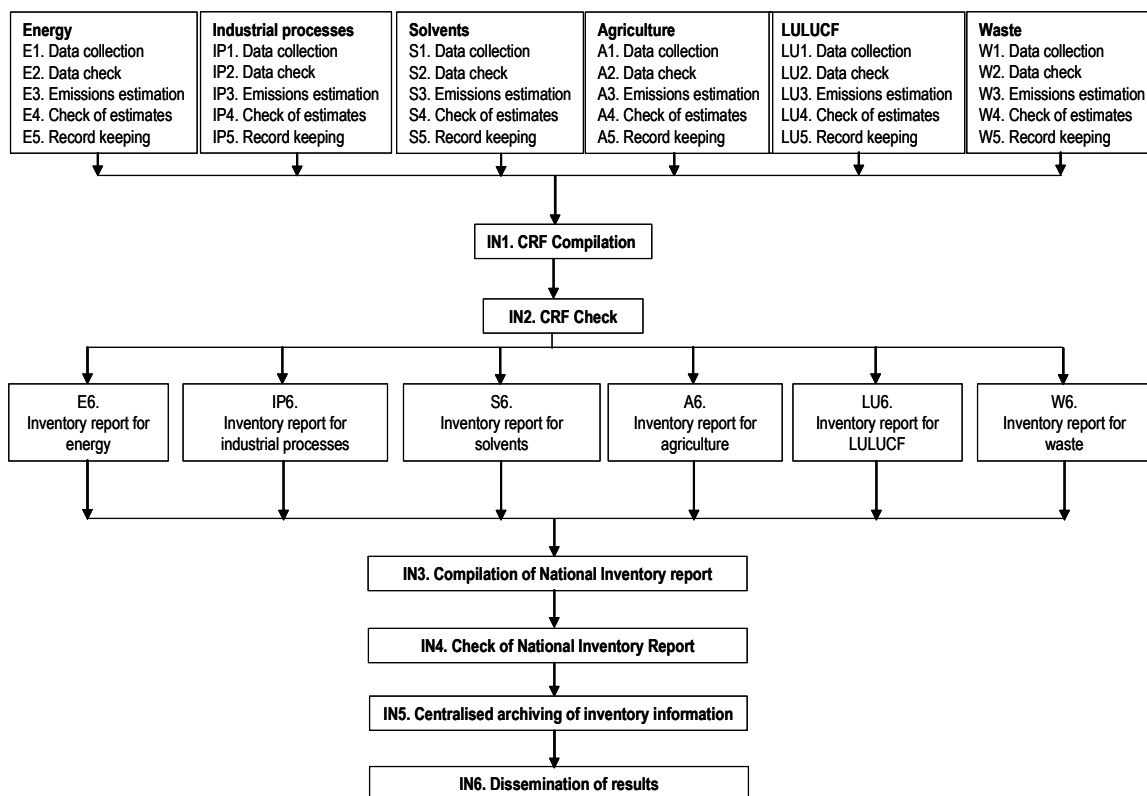 Energy
E1. Data collection
E2. Data check
E3. Emissions estimation
E4. Check of estimates
E5. Record keeping
Industrial processes
IP1. Data collection
IP2. Data check
IP3. Emissions estimation
IP4. Check of estimates
IP5. Record keeping
Solvents
S1. Data collection
S2. Data check
S3. Emissions estimation
S4. Check of estimates
S5. Record keeping
Agriculture
A1. Data collection
A2. Data check
A3. Emissions estimation
A4. Check of estimates
A5. Record keeping
LULUCF
LU1. Data collection
LU2. Data check
LU3. Emissions estimation
LU4. Check of estimates
LU5. Record keeping
Waste
W1. Data collection
W2. Data check
W3. Emissions estimation
W4. Check of estimates
W5. Record keeping
IN1. CRF Compilation
IN2. CRF Check
E6.
Inventory report for
energy
IP6.
Inventory report for
industrial processes
S6.
Inventory report for
solvents
A6.
Inventory report for
agriculture
LU6.
Inventory report for
LULUCF
W6.
Inventory report for
waste
IN3. Compilation of National Inventory report
IN4. Check of National Inventory Report
IN5. Centralised archiving of inventory information
IN6. Dissemination of results